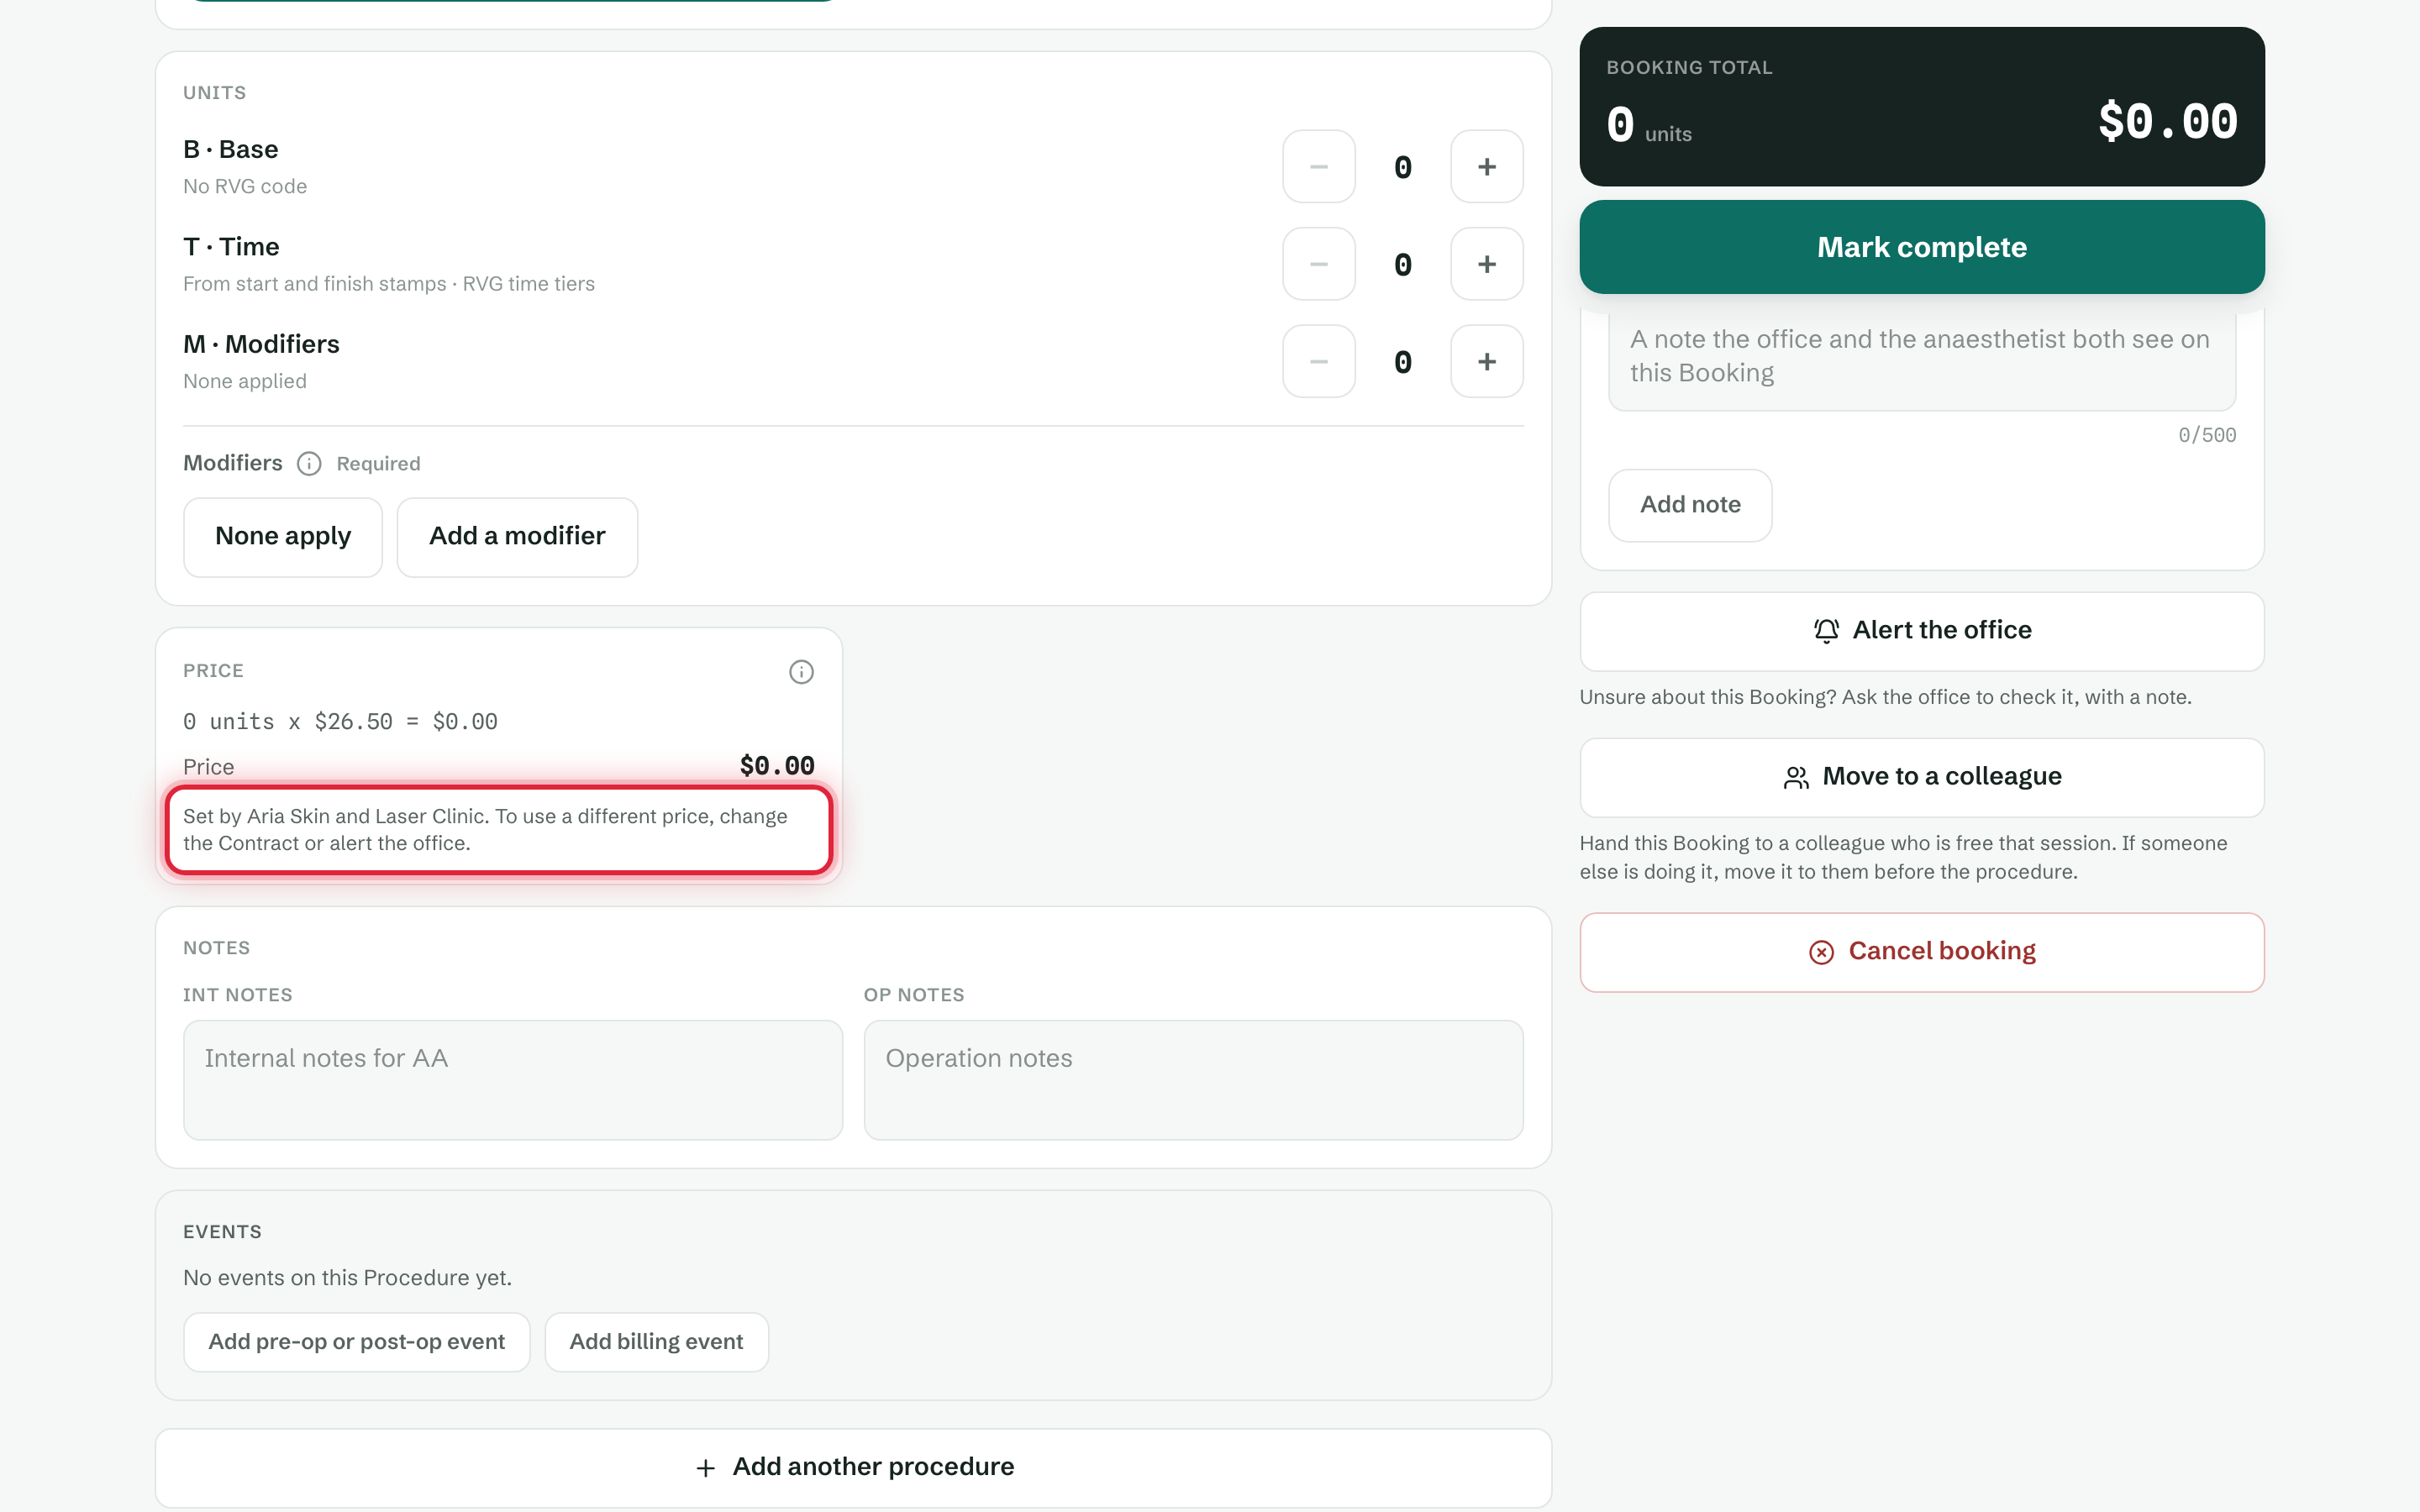 UNITS
B · Base
No RVG code
− 0 +
T · Time
From start and finish stamps · RVG time tiers
− 0 +
M · Modifiers
None applied
− 0 +
Modifiers Required
None apply
Add a modifier
PRICE
0 units x $26.50 = $0.00
Price $0.00
Set by Aria Skin and Laser Clinic. To use a different price, change
the Contract or alert the office.
NOTES
INT NOTES
Internal notes for AA
OP NOTES
Operation notes
EVENTS
No events on this Procedure yet.
Add pre-op or post-op event
Add billing event
+ Add another procedure
BOOKING TOTAL
0 units $0.00
Mark complete
A note the office and the anaesthetist both see on
this Booking
0/500
Add note
Alert the office
Unsure about this Booking? Ask the office to check it, with a note.
Move to a colleague
Hand this Booking to a colleague who is free that session. If someone
else is doing it, move it to them before the procedure.
Cancel booking